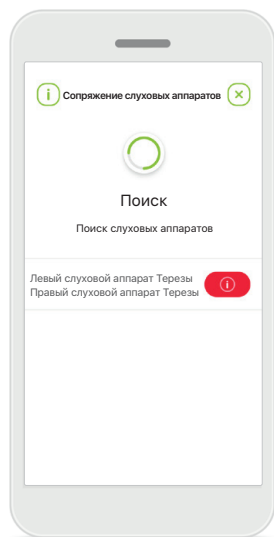 Сопряжение слуховых аппаратов
Поиск
Поиск слуховых аппаратов
Левый слуховой аппарат Терезы
Правый слуховой аппарат Терезы